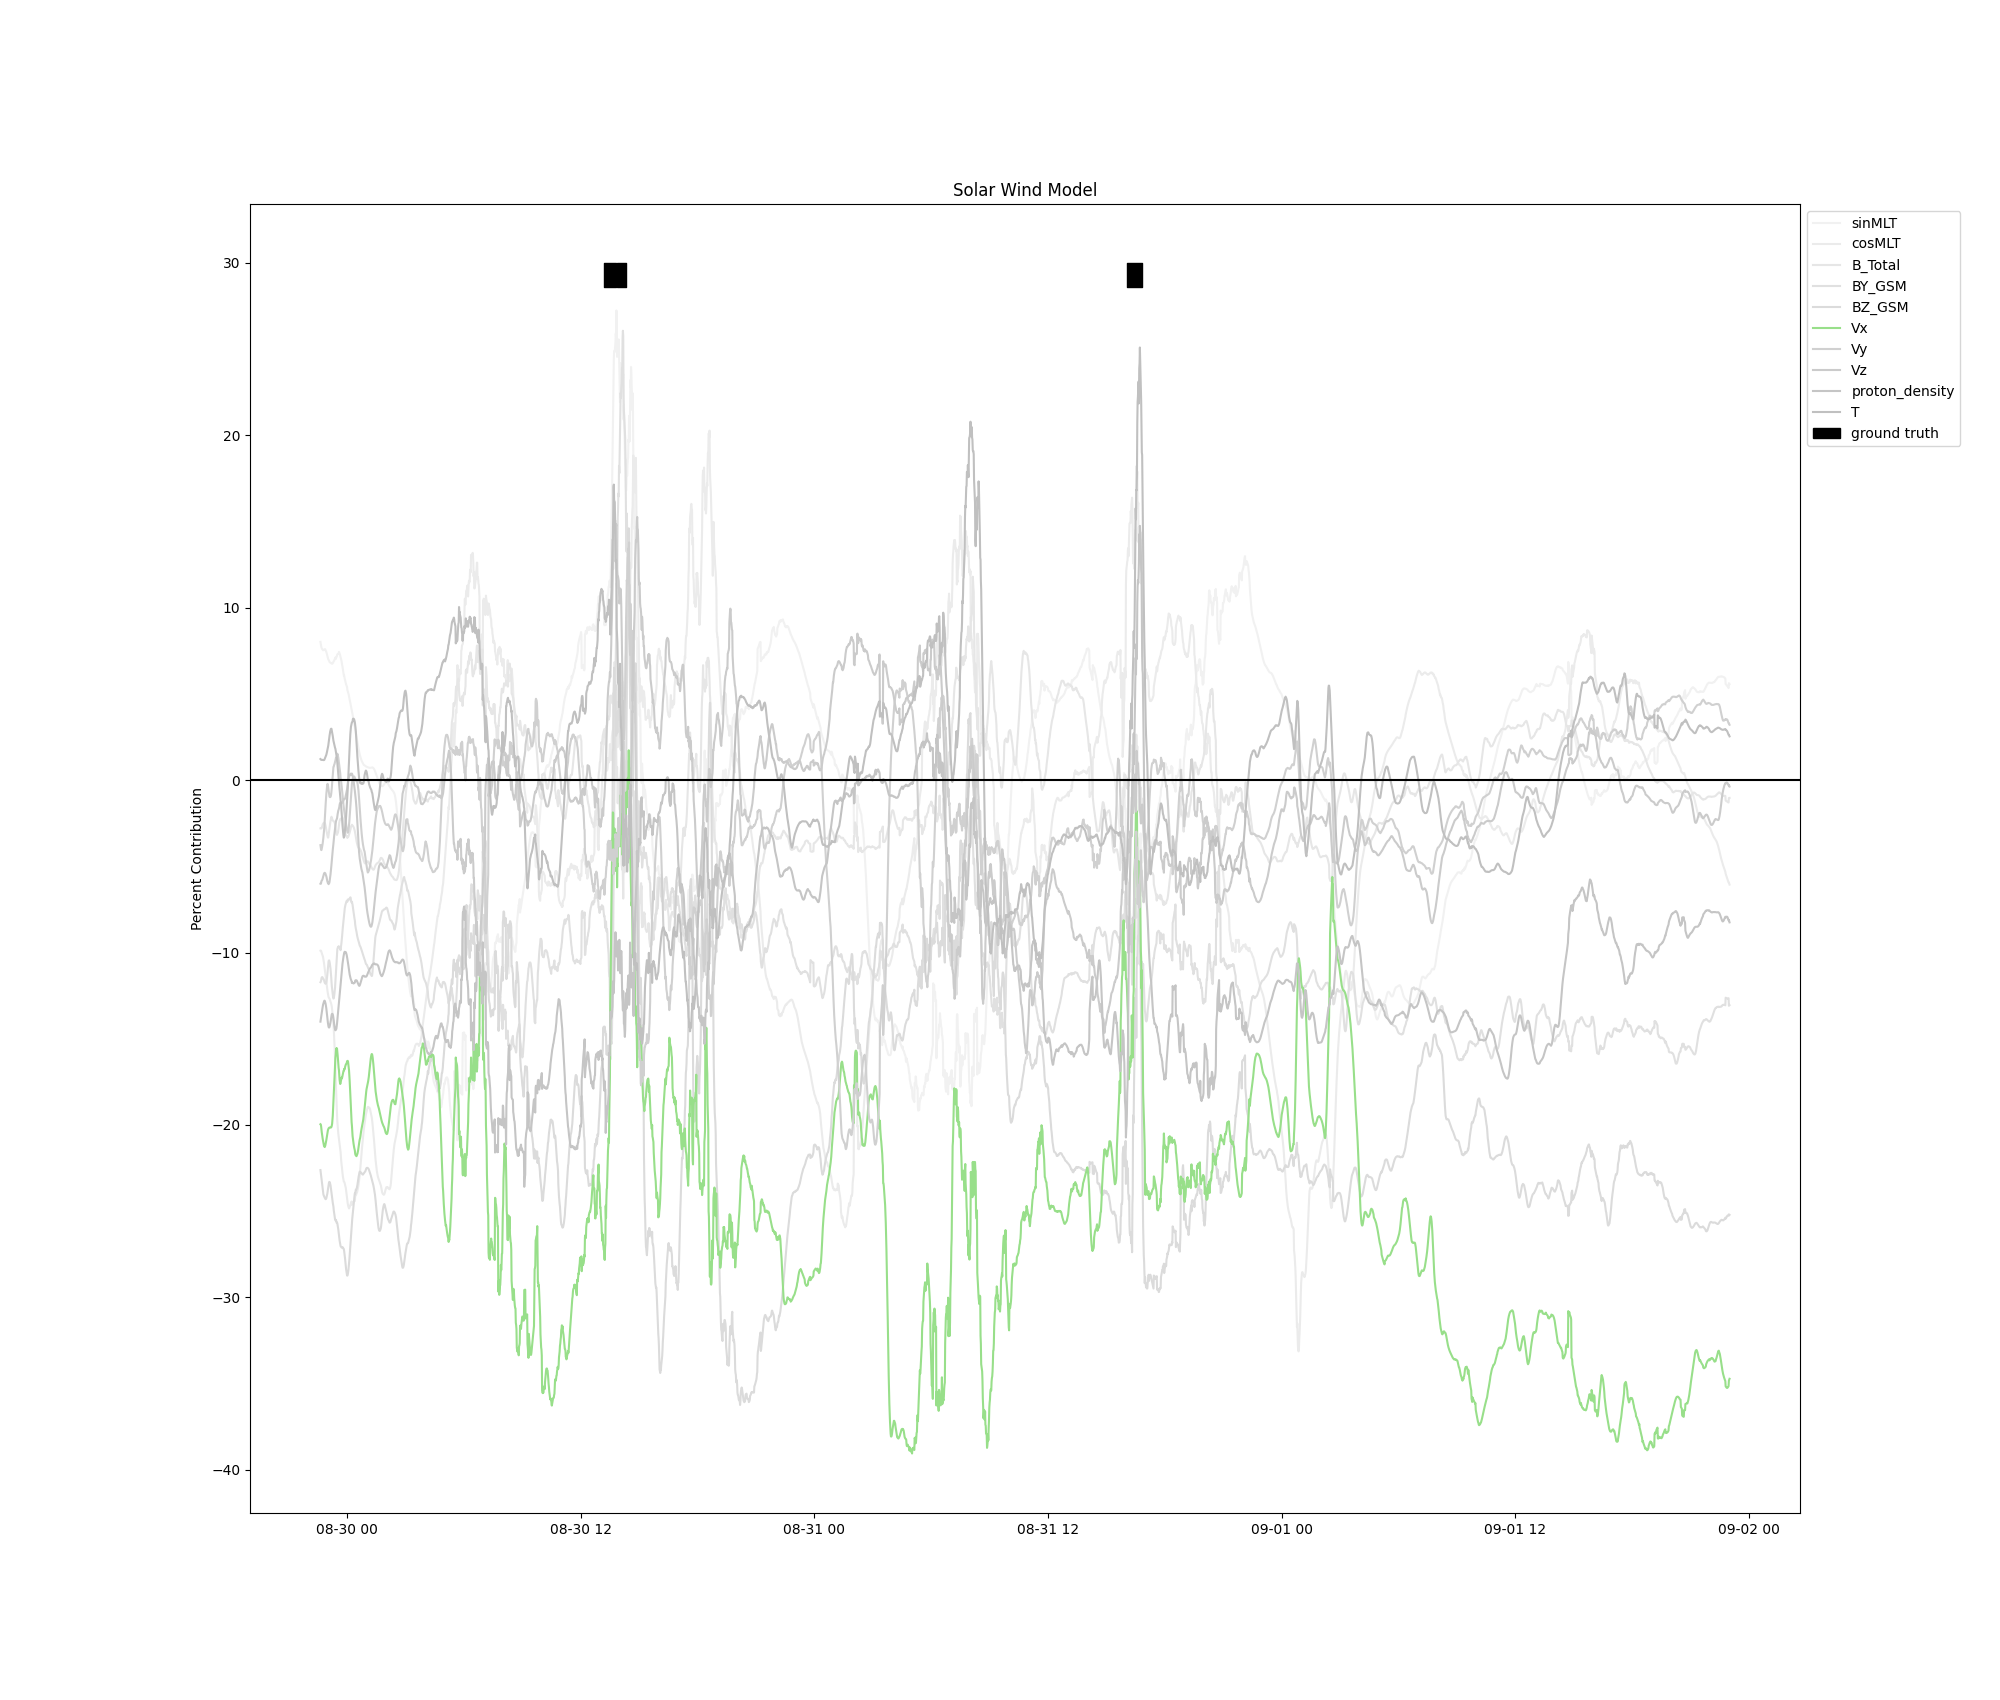 Solar Wind Model
30
20
10
0
−10
−20
−30
−40
Percent Contribution
08-30 00
08-30 12
08-31 00
08-31 12
09-01 00
09-01 12
09-02 00
sinMLT
cosMLT
B_Total
BY_GSM
BZ_GSM
Vx
Vy
Vz
proton_density
T
ground truth